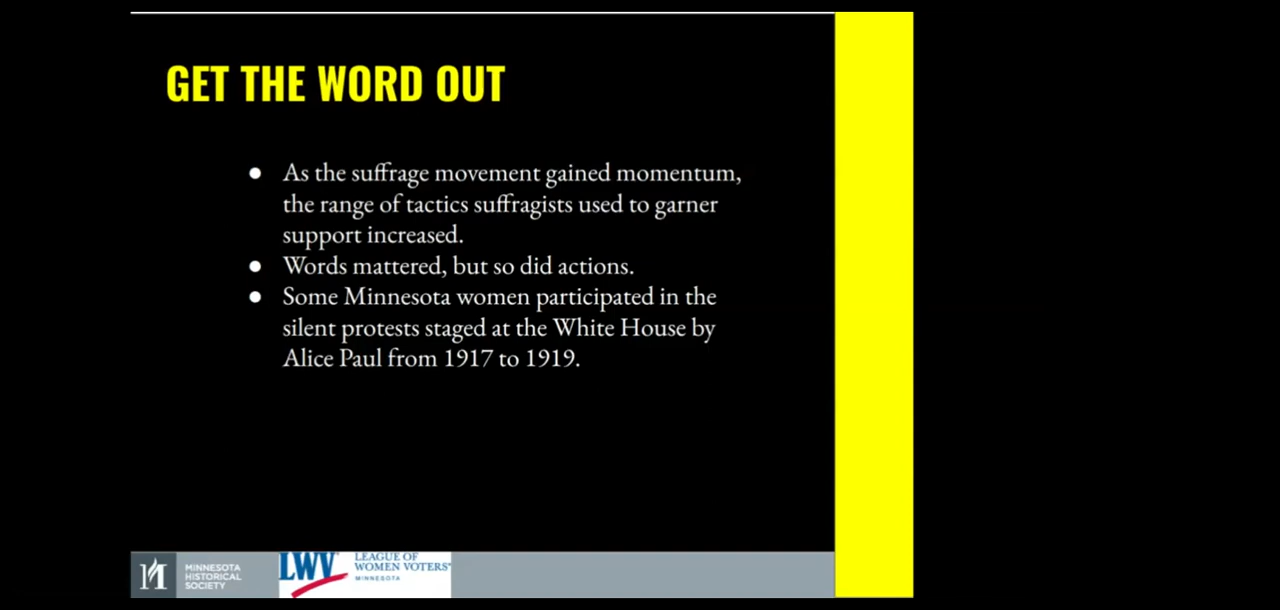 GET THE WORD OUT
● As the suffrage movement gained momentum,
the range of tactics suffragists used to garner
support increased.
● Words mattered, but so did actions.
● Some Minnesota women participated in the
silent protests staged at the White House by
Alice Paul from 1917 to 1919.
MINNESOTA
HISTORICAL
SOCIETY
LWV
LEAGUE OF
WOMEN VOTERS®
MINNESOTA